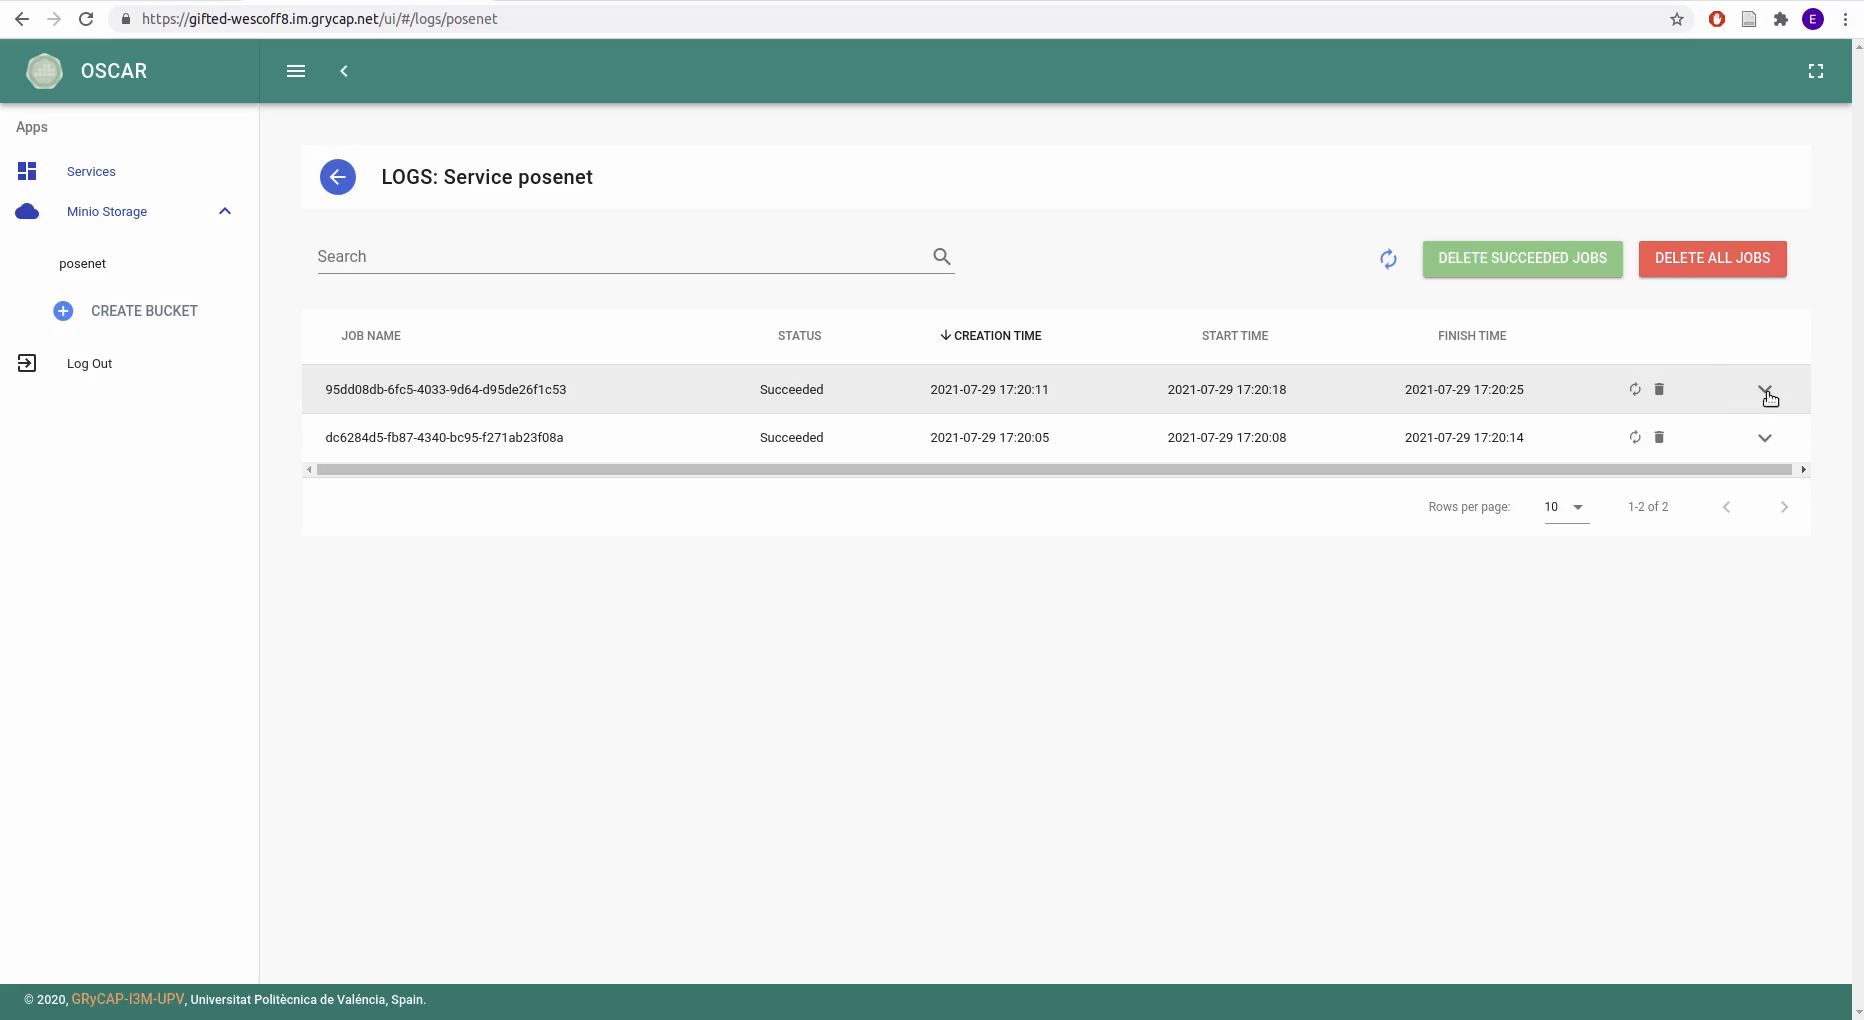 https://gifted-wescoff8.im.grycap.net/ui/#/logs/posenet
E
OSCAR
Apps
Services
Minio Storage
posenet
CREATE BUCKET
Log Out
LOGS: Service posenet
Search
DELETE SUCCEEDED JOBS
DELETE ALL JOBS
JOB NAME STATUS CREATION TIME START TIME FINISH TIME
95dd08db-6fc5-4033-9d64-d95de26f1c53 Succeeded 2021-07-29 17:20:11 2021-07-29 17:20:18 2021-07-29 17:20:25
dc6284d5-fb87-4340-bc95-f271ab23f08a Succeeded 2021-07-29 17:20:05 2021-07-29 17:20:08 2021-07-29 17:20:14
Rows per page: 10 1-2 of 2
© 2020, GRyCAP-I3M-UPV, Universitat Politècnica de Valéncia, Spain.